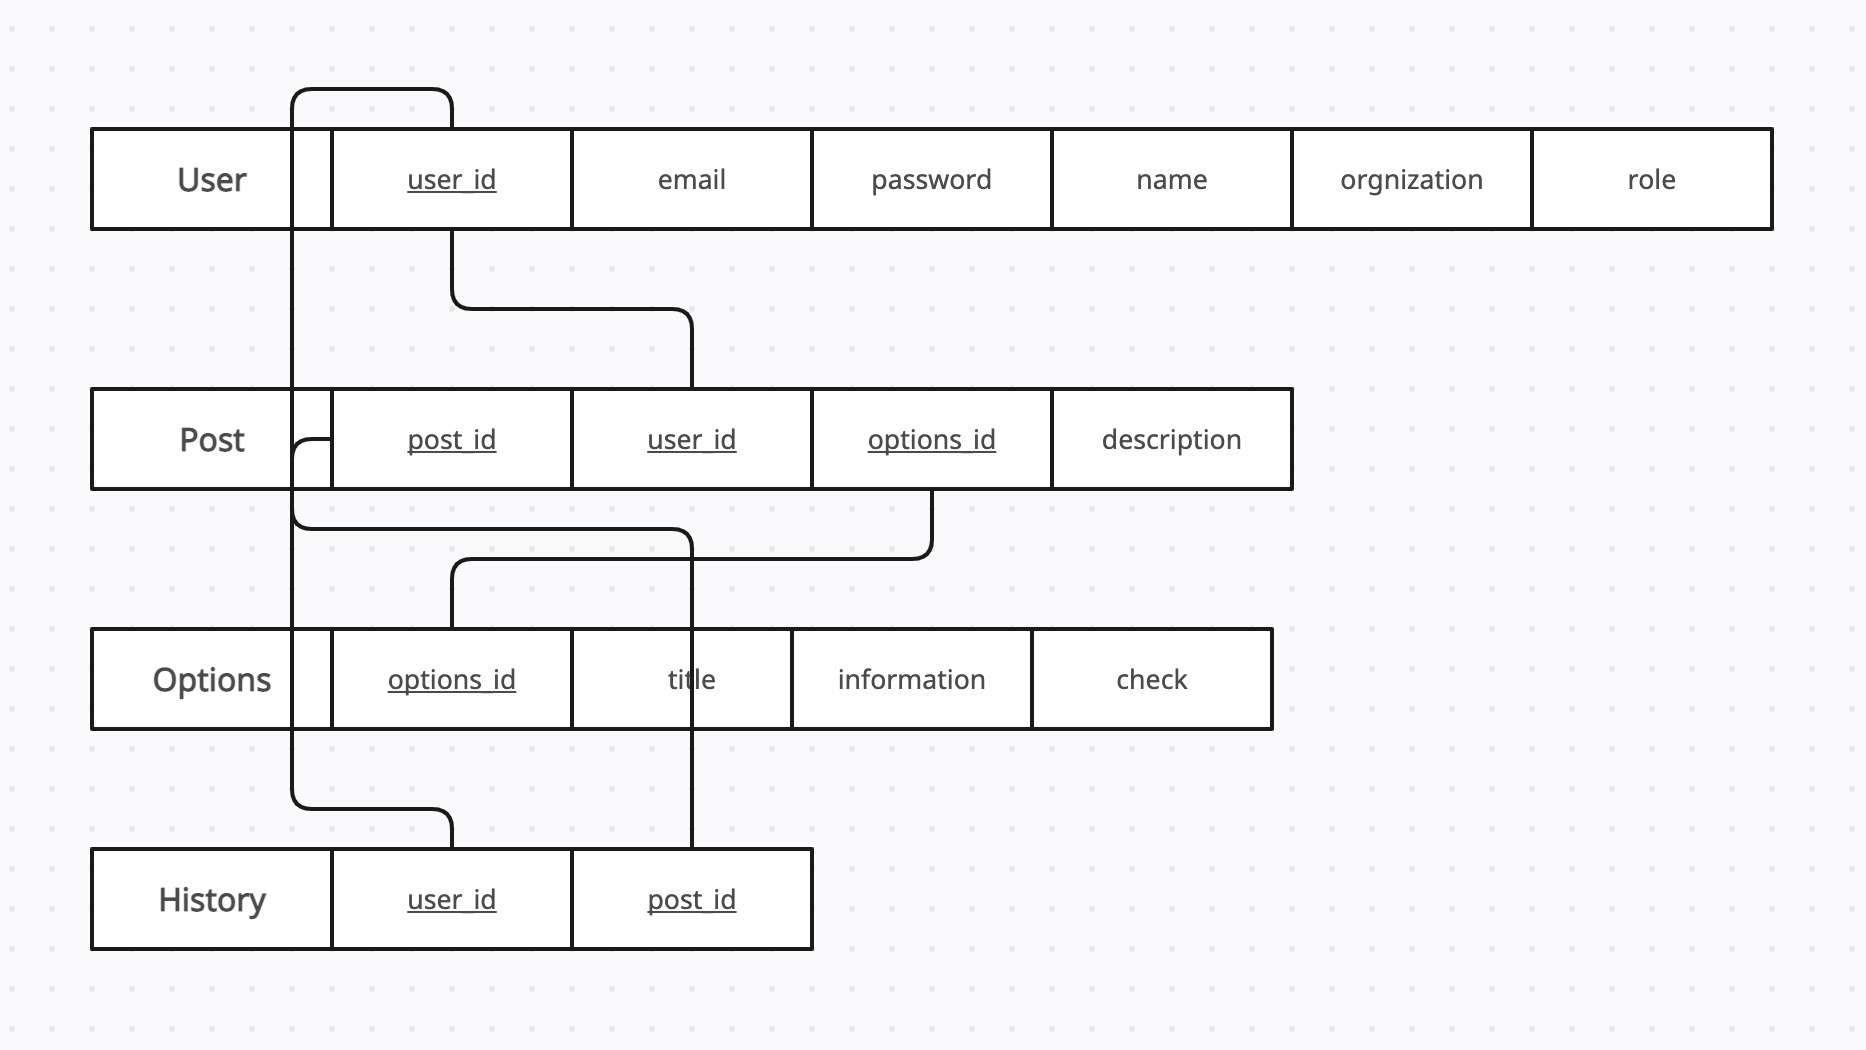 User user_id email password name orgnization role
Post post_id user_id options_id description
Options options_id title information check
History user_id post_id